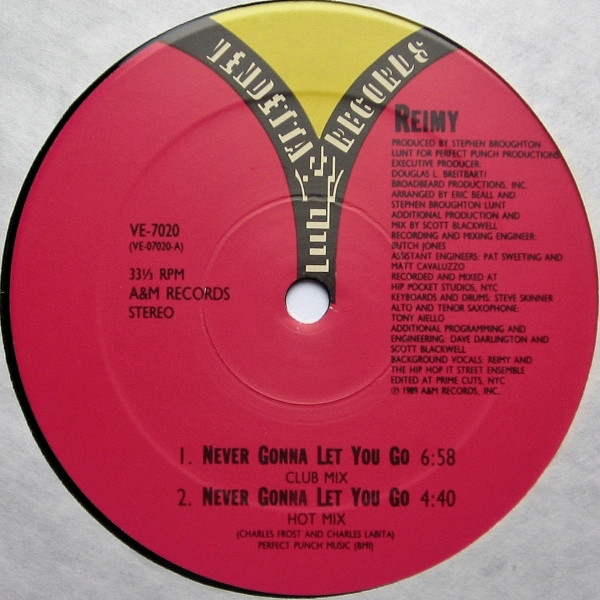 VENDETTA RECORDS
REIMY
PRODUCED BY STEPHEN BROUGHTON
LUNT FOR PERFECT PUNCH PRODUCTIONS
EXECUTIVE PRODUCER:
DOUGLAS L. BREITBART/
BROADBEARD PRODUCTIONS, INC.
ARRANGED BY ERIC BEALL AND
STEPHEN BROUGHTON LUNT
ADDITIONAL PRODUCTION AND
MIX BY SCOTT BLACKWELL
RECORDING AND MIXING ENGINEER:
BUTCH JONES
ASSISTANT ENGINEERS: PAT SWEETING AND
MATT CAVALUZZO
RECORDED AND MIXED AT
HIP POCKET STUDIOS, NYC
KEYBOARDS AND DRUMS: STEVE SKINNER
ALTO AND TENOR SAXOPHONE:
TONY AIELLO
ADDITIONAL PROGRAMMING AND
ENGINEERING: DAVE DARLINGTON AND
SCOTT BLACKWELL
BACKGROUND VOCALS: REIMY AND
THE HIP HOP IT STREET ENSEMBLE
EDITED AT PRIME CUTS, NYC
℗ 1989 A&M RECORDS, INC.
VE-7020
(VE-07020-A)
33⅓ RPM
A&M RECORDS
STEREO
1. NEVER GONNA LET YOU GO 6:58
CLUB MIX
2. NEVER GONNA LET YOU GO 4:40
HOT MIX
(CHARLES FROST AND CHARLES LABITA)
PERFECT PUNCH MUSIC (BMI)